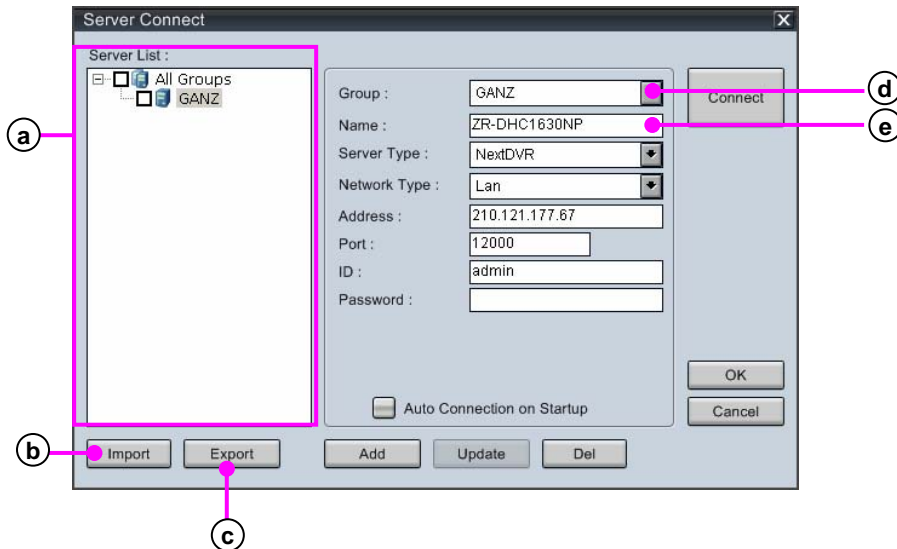 Server Connect X
Server List :
All Groups
GANZ
Group : GANZ
Name : ZR-DHC1630NP
Server Type : NextDVR
Network Type : Lan
Address : 210.121.177.67
Port : 12000
ID : admin
Password :
Auto Connection on Startup
Connect
OK
Cancel
Import Export Add Update Del
a
b
c
d
e